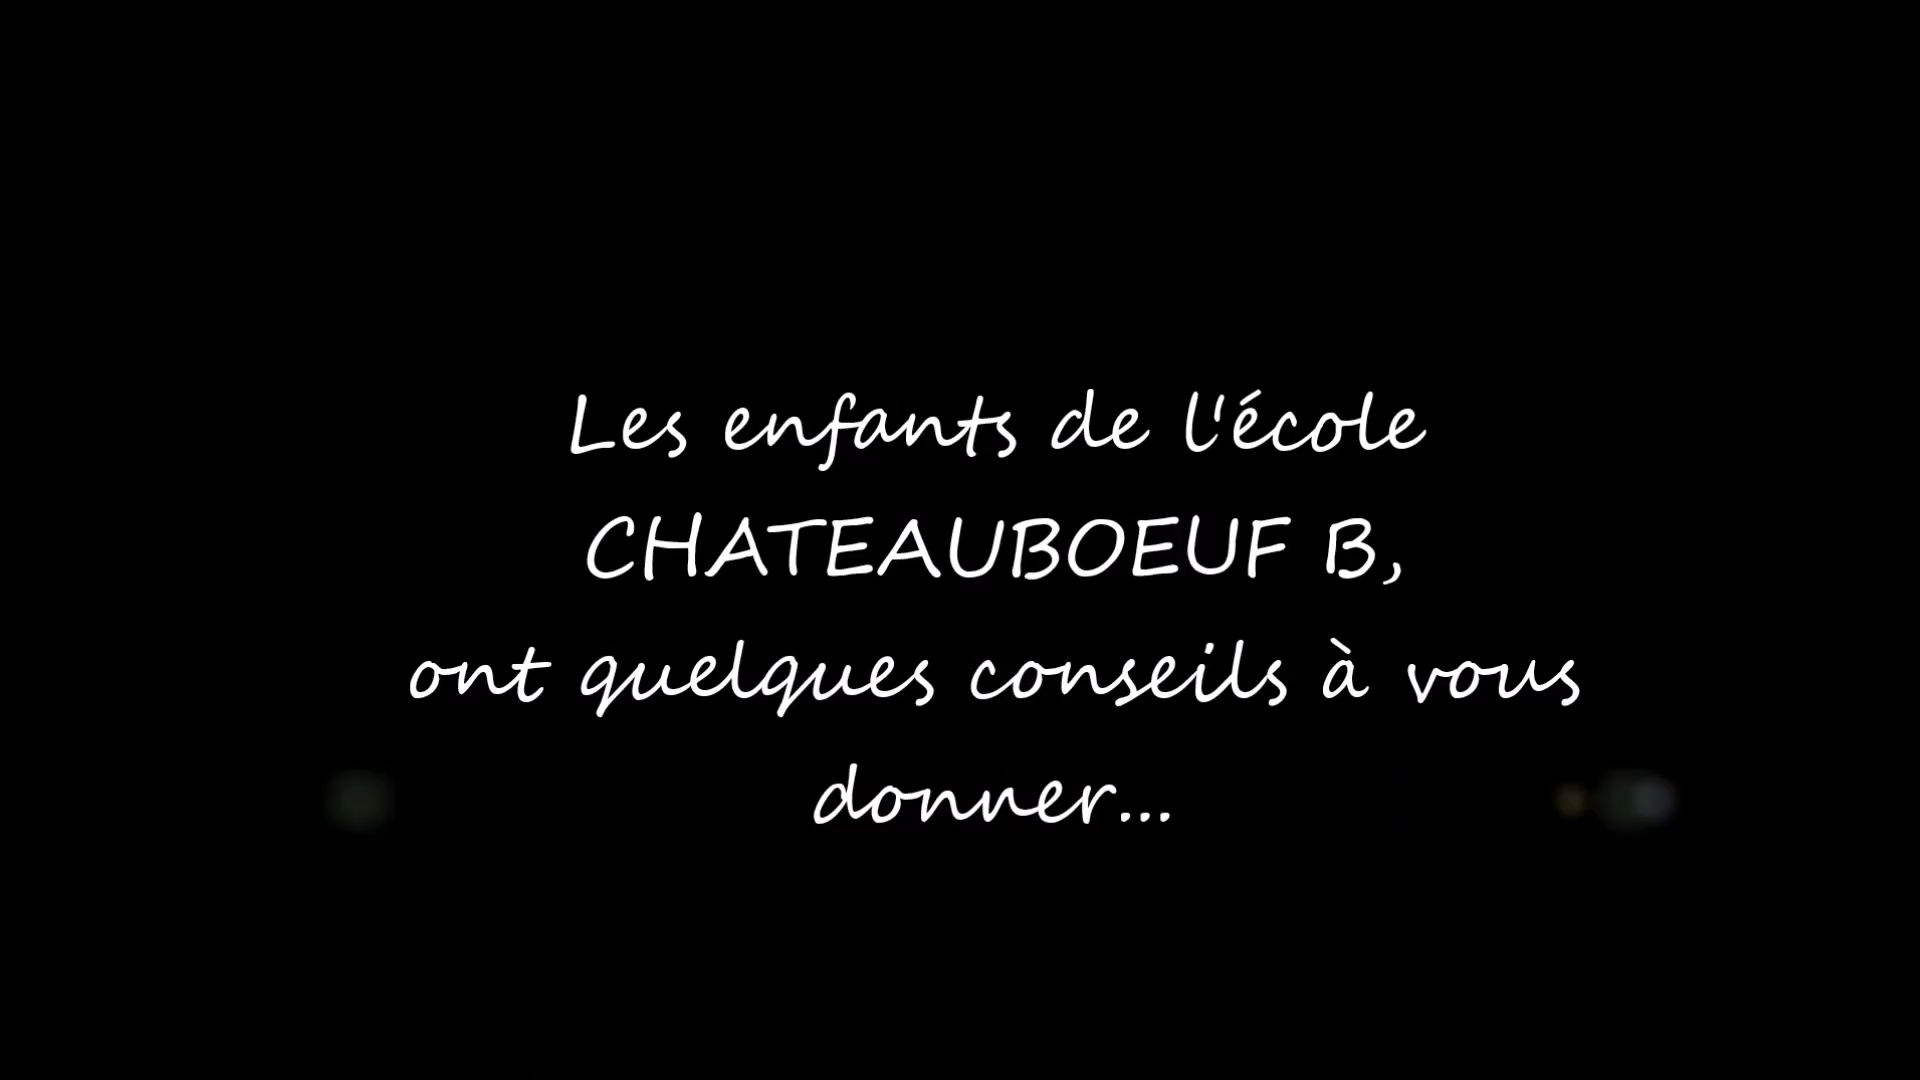 Les enfants de l'école
CHATEAUBOEUF B,
ont quelques conseils à vous
donner...